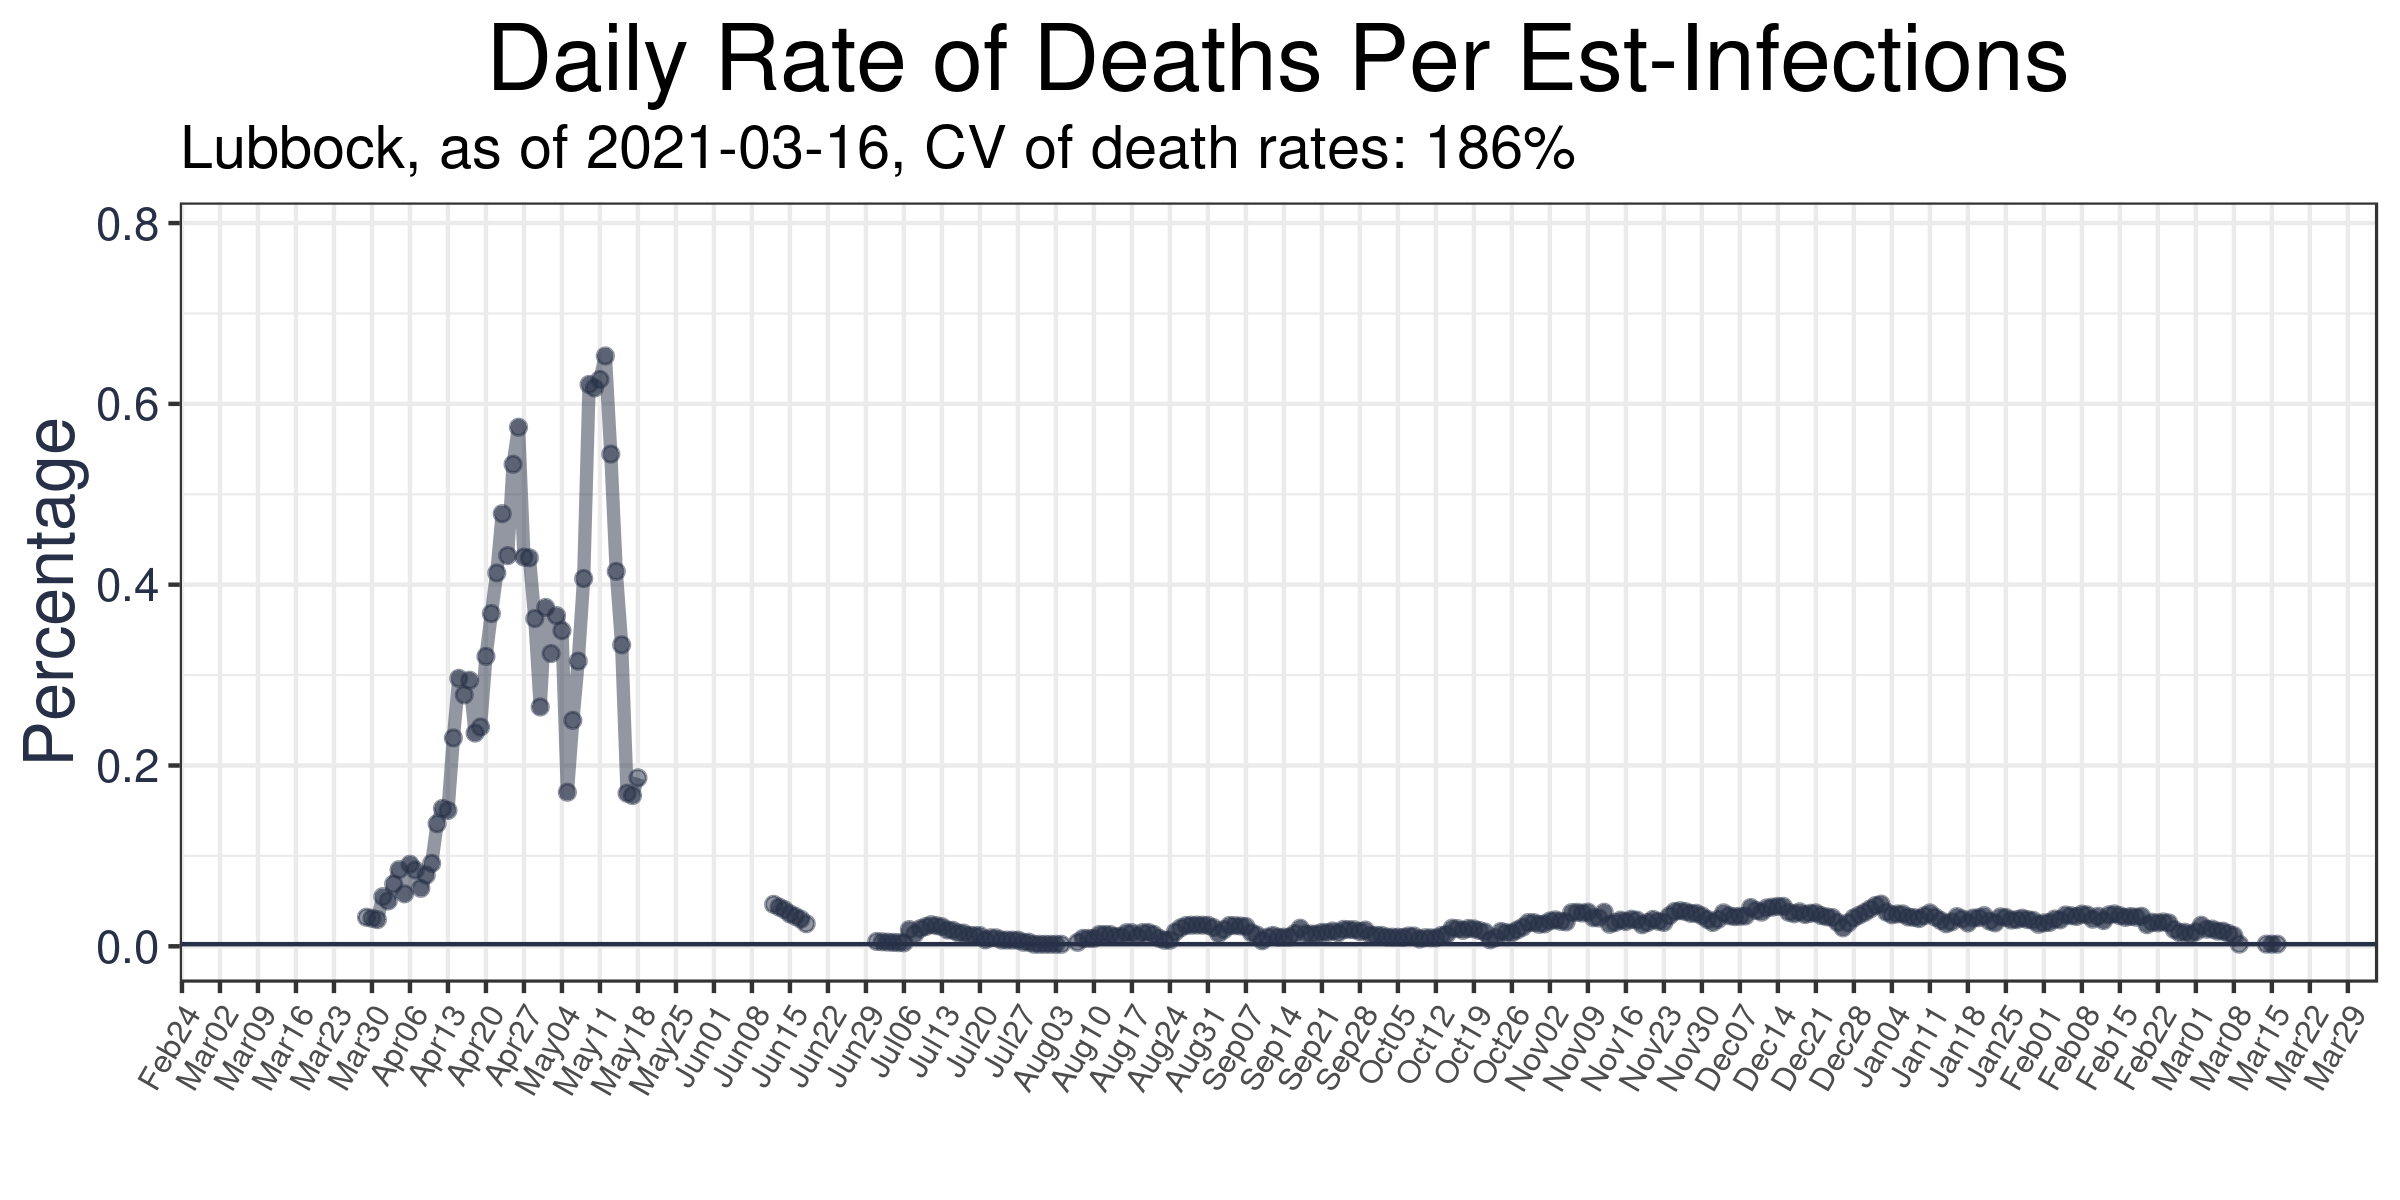 Daily Rate of Deaths Per Est-Infections
Lubbock, as of 2021-03-16, CV of death rates: 186%
Percentage
0.8
0.6
0.4
0.2
0.0
Feb24 Mar02 Mar09 Mar16 Mar23 Mar30 Apr06 Apr13 Apr20 Apr27 May04 May11 May18 May25 Jun01 Jun08 Jun15 Jun22 Jun29 Jul06 Jul13 Jul20 Jul27 Aug03 Aug10 Aug17 Aug24 Aug31 Sep07 Sep14 Sep21 Sep28 Oct05 Oct12 Oct19 Oct26 Nov02 Nov09 Nov16 Nov23 Nov30 Dec07 Dec14 Dec21 Dec28 Jan04 Jan11 Jan18 Jan25 Feb01 Feb08 Feb15 Feb22 Mar01 Mar08 Mar15 Mar22 Mar29